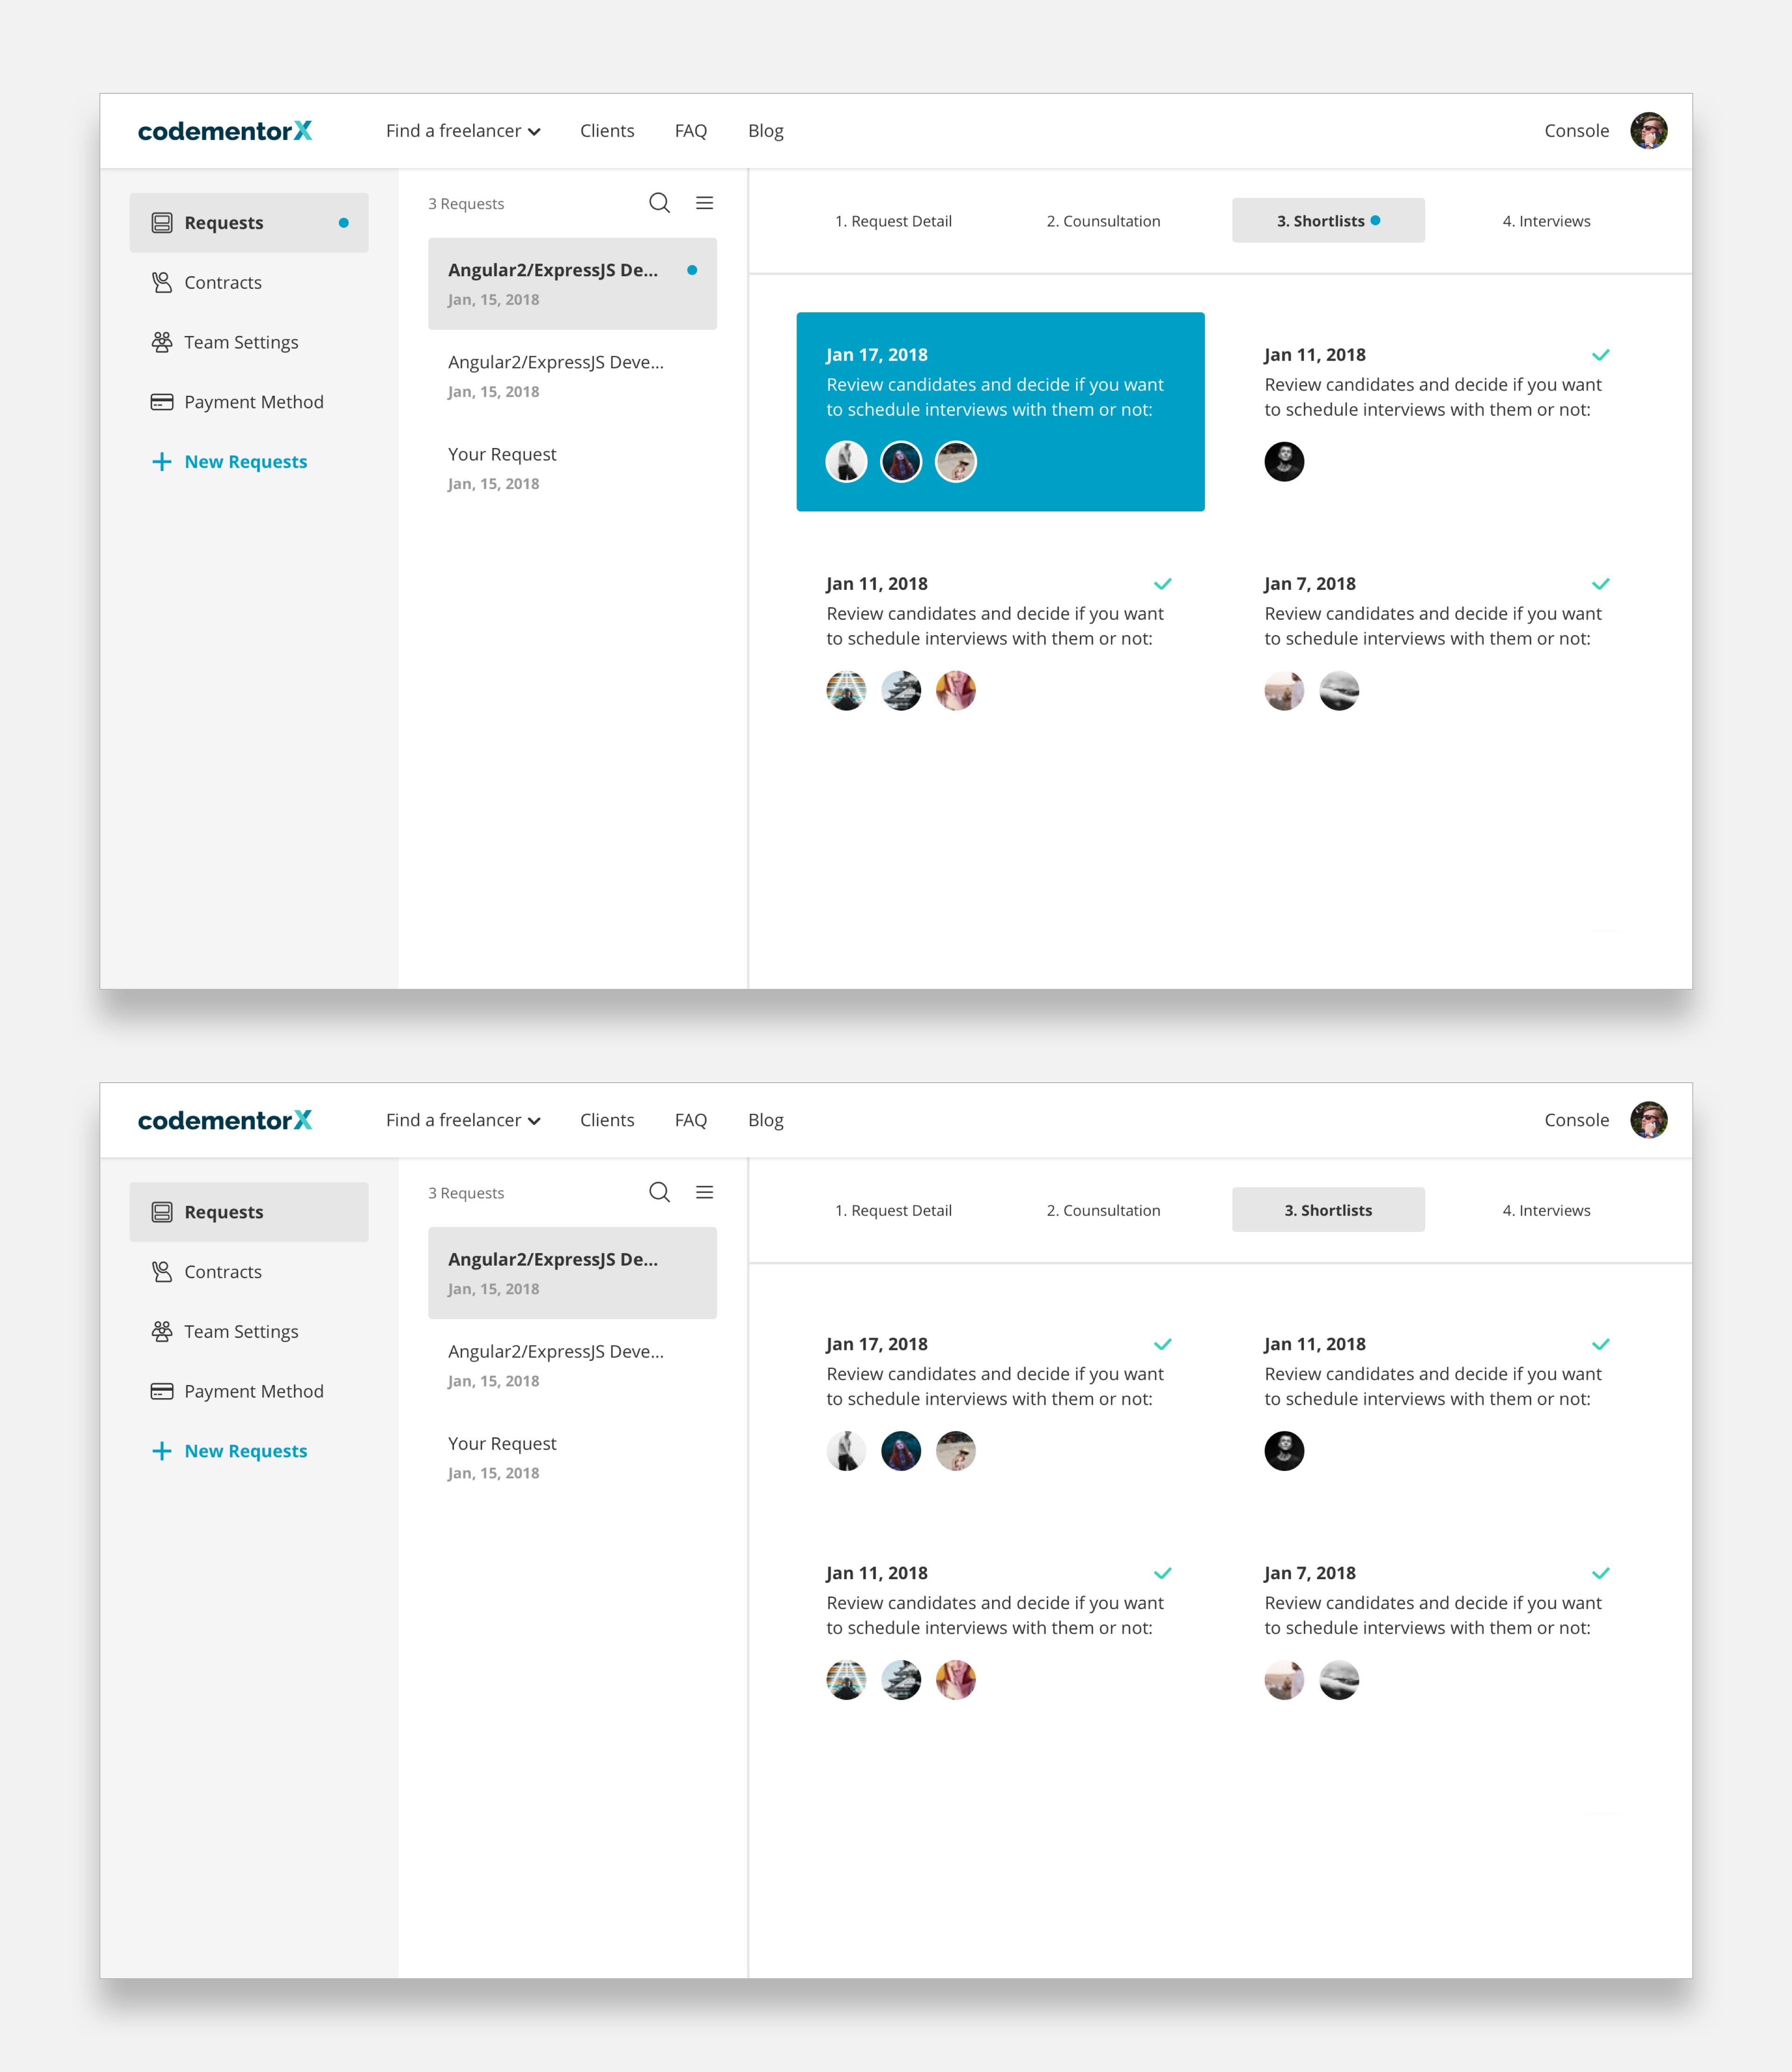 codementorX
Find a freelancer
Clients
FAQ
Blog
Console
Requests
Contracts
Team Settings
Payment Method
New Requests
3 Requests
Angular2/ExpressJS De...
Jan, 15, 2018
Angular2/ExpressJS Deve...
Jan, 15, 2018
Your Request
Jan, 15, 2018
1. Request Detail
2. Counsultation
3. Shortlists
4. Interviews
Jan 17, 2018
Review candidates and decide if you want
to schedule interviews with them or not:
Jan 11, 2018
Review candidates and decide if you want
to schedule interviews with them or not:
Jan 11, 2018
Review candidates and decide if you want
to schedule interviews with them or not:
Jan 7, 2018
Review candidates and decide if you want
to schedule interviews with them or not:
codementorX
Find a freelancer
Clients
FAQ
Blog
Console
Requests
Contracts
Team Settings
Payment Method
New Requests
3 Requests
Angular2/ExpressJS De...
Jan, 15, 2018
Angular2/ExpressJS Deve...
Jan, 15, 2018
Your Request
Jan, 15, 2018
1. Request Detail
2. Counsultation
3. Shortlists
4. Interviews
Jan 17, 2018
Review candidates and decide if you want
to schedule interviews with them or not:
Jan 11, 2018
Review candidates and decide if you want
to schedule interviews with them or not:
Jan 11, 2018
Review candidates and decide if you want
to schedule interviews with them or not:
Jan 7, 2018
Review candidates and decide if you want
to schedule interviews with them or not: